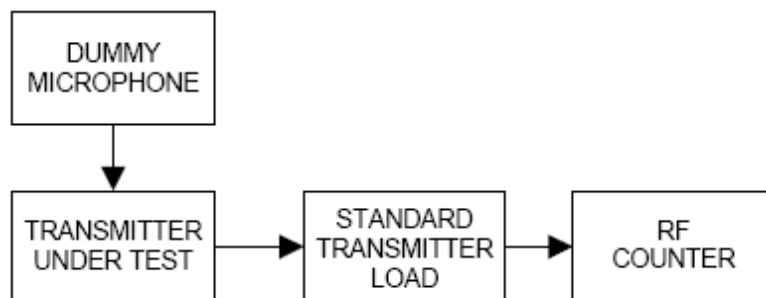 DUMMY
MICROPHONE
TRANSMITTER
UNDER TEST
STANDARD
TRANSMITTER
LOAD
RF
COUNTER